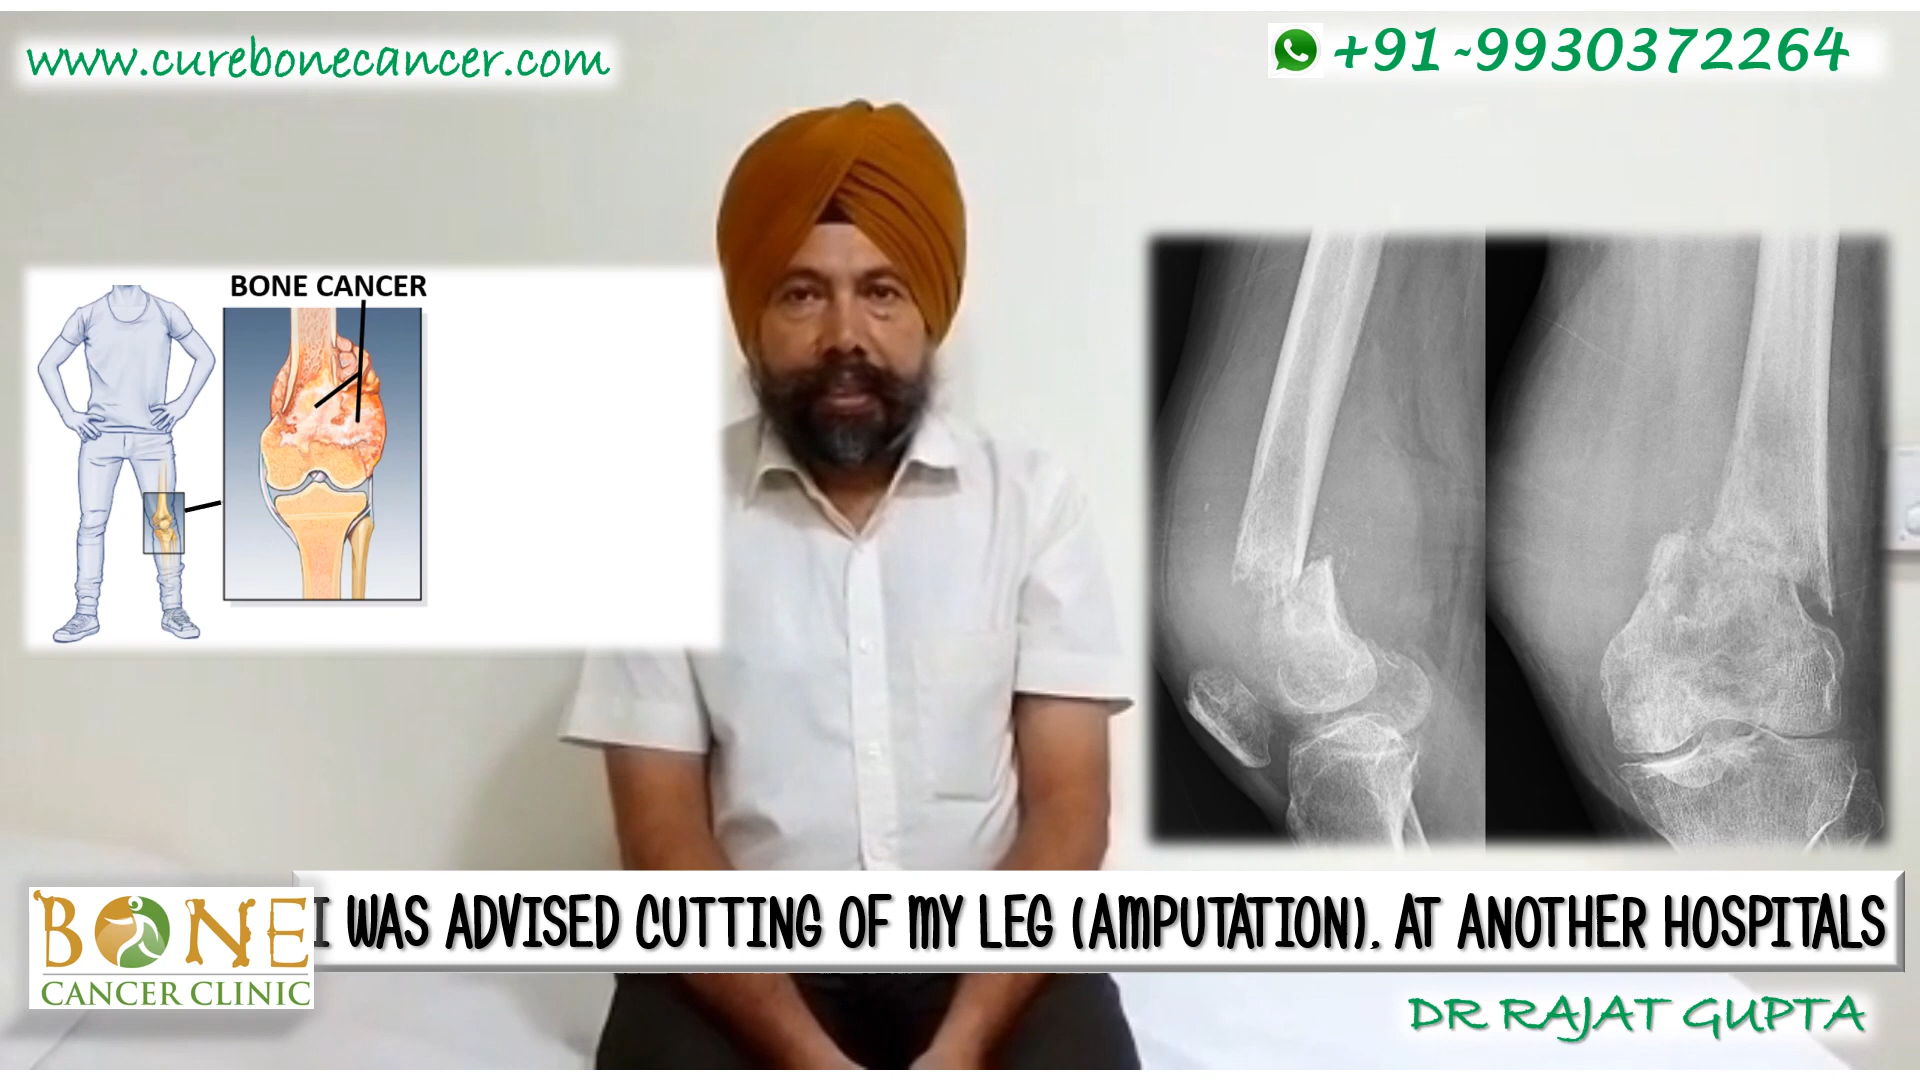 www.curebonecancer.com
+91-9930372264
BONE CANCER
I WAS ADVISED CUTTING OF MY LEG (AMPUTATION), AT ANOTHER HOSPITALS
BONE
CANCER CLINIC
DR RAJAT GUPTA